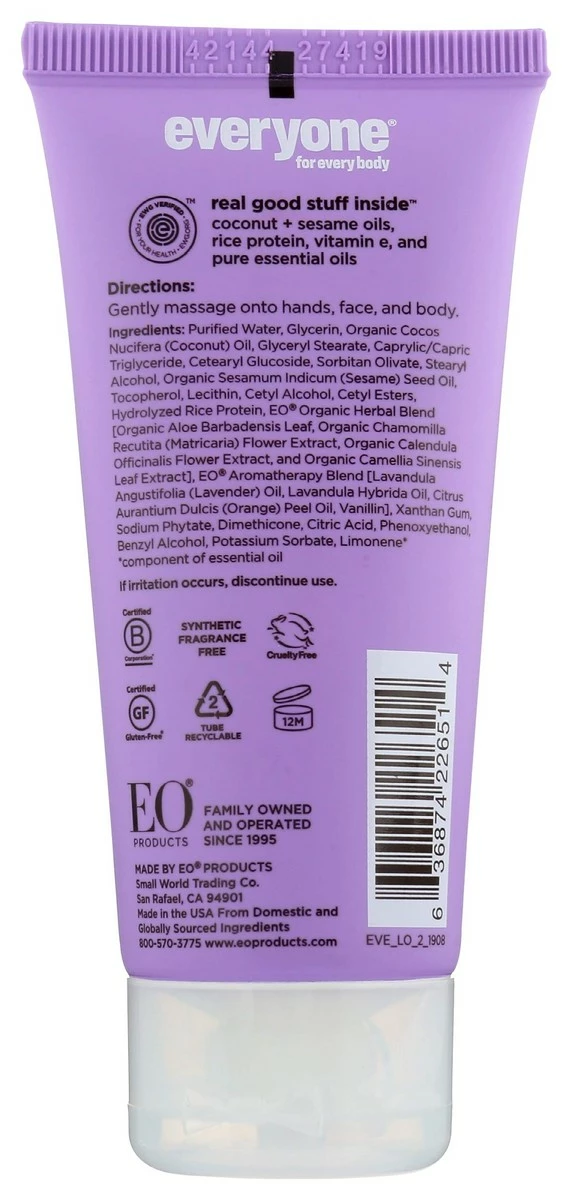 42144 27419
everyone®
for every body
EWG VERIFIED
FOR YOUR HEALTH • EWG.ORG
e
™
real good stuff inside™
coconut + sesame oils,
rice protein, vitamin e, and
pure essential oils
Directions:
Gently massage onto hands, face, and body.
Ingredients: Purified Water, Glycerin, Organic Cocos
Nucifera (Coconut) Oil, Glyceryl Stearate, Caprylic/Capric
Triglyceride, Cetearyl Glucoside, Sorbitan Olivate, Stearyl
Alcohol, Organic Sesamum Indicum (Sesame) Seed Oil,
Tocopherol, Lecithin, Cetyl Alcohol, Cetyl Esters,
Hydrolyzed Rice Protein, EO® Organic Herbal Blend
[Organic Aloe Barbadensis Leaf, Organic Chamomilla
Recutita (Matricaria) Flower Extract, Organic Calendula
Officinalis Flower Extract, and Organic Camellia Sinensis
Leaf Extract], EO® Aromatherapy Blend [Lavandula
Angustifolia (Lavender) Oil, Lavandula Hybrida Oil, Citrus
Aurantium Dulcis (Orange) Peel Oil, Vanillin], Xanthan Gum,
Sodium Phytate, Dimethicone, Citric Acid, Phenoxyethanol,
Benzyl Alcohol, Potassium Sorbate, Limonene*
*component of essential oil
If irritation occurs, discontinue use.
Certified
B
Corporation®
SYNTHETIC
FRAGRANCE
FREE
Cruelty Free
Certified
GF
Gluten-Free®
2
TUBE
RECYCLABLE
12M
EO®
PRODUCTS
FAMILY OWNED
AND OPERATED
SINCE 1995
MADE BY EO® PRODUCTS
Small World Trading Co.
San Rafael, CA 94901
Made in the USA From Domestic and
Globally Sourced Ingredients
800-570-3775 www.eoproducts.com
6 36874 22651 4
EVE_LO_2_1908